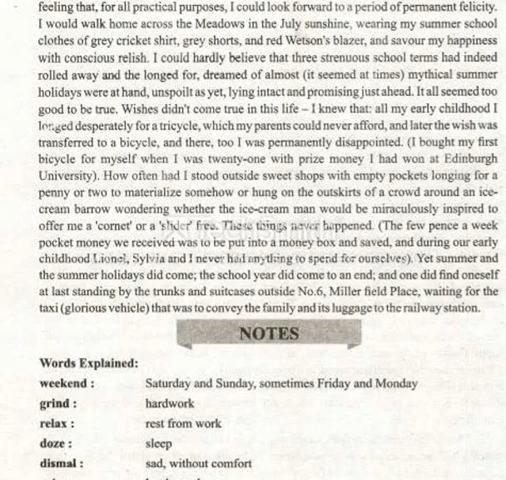 feeling that, for all practical purposes, I could look forward to a period of permanent felicity.
I would walk home across the Meadows in the July sunshine, wearing my summer school
clothes of grey cricket shirt, grey shorts, and red Wetson's blazer, and savour my happiness
with conscious relish. I could hardly believe that three strenuous school terms had indeed
rolled away and the longed for, dreamed of almost (it seemed at times) mythical summer
holidays were at hand, unspoilt as yet, lying intact and promising just ahead. It all seemed too
good to be true. Wishes didn't come true in this life – I knew that: all my early childhood I
longed desperately for a tricycle, which my parents could never afford, and later the wish was
transferred to a bicycle, and there, too I was permanently disappointed. (I bought my first
bicycle for myself when I was twenty-one with prize money I had won at Edinburgh
University). How often had I stood outside sweet shops with empty pockets longing for a
penny or two to materialize somehow or hung on the outskirts of a crowd around an ice-
cream barrow wondering whether the ice-cream man would be miraculously inspired to
offer me a 'cornet' or a 'slider' free. These things never happened. (The few pence a week
pocket money we received was to be put into a money box and saved, and during our early
childhood Lionel, Sylvia and I never had anything to spend for ourselves). Yet summer and
the summer holidays did come; the school year did come to an end; and one did find oneself
at last standing by the trunks and suitcases outside No.6, Miller field Place, waiting for the
taxi (glorious vehicle) that was to convey the family and its luggage to the railway station.
NOTES
Words Explained:
weekend : Saturday and Sunday, sometimes Friday and Monday
grind : hardwork
relax : rest from work
doze : sleep
dismal : sad, without comfort